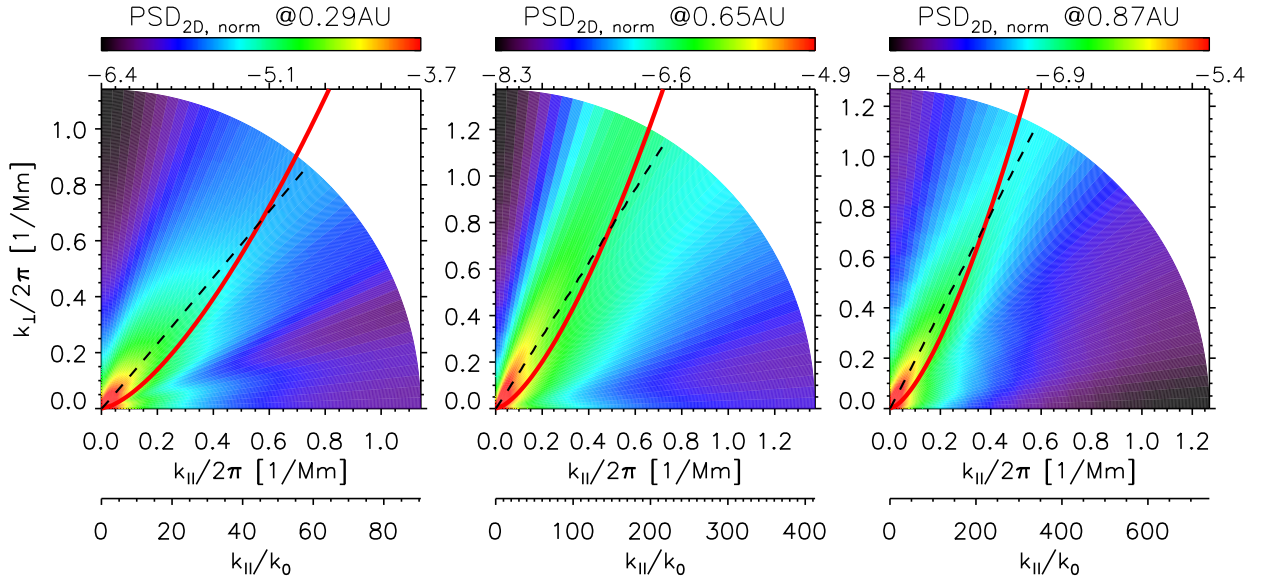 PSD2D, norm @0.29AU
−6.4 −5.1 −3.7
k⊥/2π [1/Mm]
1.0
0.8
0.6
0.4
0.2
0.0
0.0 0.2 0.4 0.6 0.8 1.0
k||/2π [1/Mm]
0 20 40 60 80
k||/k0
PSD2D, norm @0.65AU
−8.3 −6.6 −4.9
1.2
1.0
0.8
0.6
0.4
0.2
0.0
0.0 0.2 0.4 0.6 0.8 1.0 1.2
k||/2π [1/Mm]
0 100 200 300 400
k||/k0
PSD2D, norm @0.87AU
−8.4 −6.9 −5.4
1.2
1.0
0.8
0.6
0.4
0.2
0.0
0.0 0.2 0.4 0.6 0.8 1.0 1.2
k||/2π [1/Mm]
0 200 400 600
k||/k0